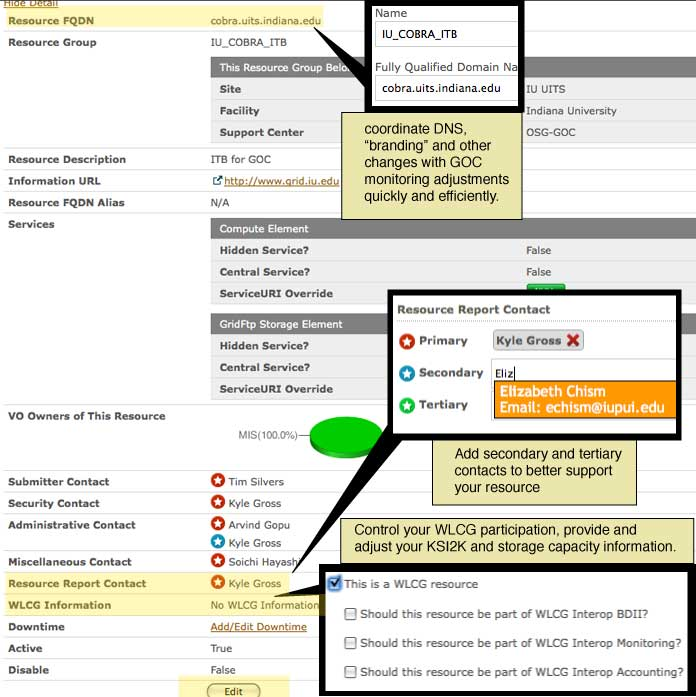 Hide Detail
Resource FQDN cobra.uits.indiana.edu
Name
IU_COBRA_ITB
Fully Qualified Domain Na
cobra.uits.indiana.edu
Resource Group IU_COBRA_ITB
This Resource Group Belo
Site IU UITS
Facility Indiana University
Support Center OSG-GOC
coordinate DNS,
“branding” and other
changes with GOC
monitoring adjustments
quickly and efficiently.
Resource Description ITB for GOC
Information URL http://www.grid.iu.edu
Resource FQDN Alias N/A
Services
Compute Element
Hidden Service? False
Central Service? False
ServiceURI Override
GridFtp Storage Element
Hidden Service?
Central Service?
ServiceURI Override
Resource Report Contact
Primary Kyle Gross
Secondary Eliz
Elizabeth Chism
Email: echism@iupui.edu
Tertiary
VO Owners of This Resource
MIS(100.0%)
Add secondary and tertiary
contacts to better support
your resource
Submitter Contact Tim Silvers
Security Contact Kyle Gross
Administrative Contact Arvind Gopu
Kyle Gross
Control your WLCG participation, provide and
adjust your KSI2K and storage capacity information.
Miscellaneous Contact Soichi Hayashi
Resource Report Contact Kyle Gross
WLCG Information No WLCG Information
Downtime Add/Edit Downtime
Active True
Disable False
Edit
This is a WLCG resource
Should this resource be part of WLCG Interop BDII?
Should this resource be part of WLCG Interop Monitoring?
Should this resource be part of WLCG Interop Accounting?